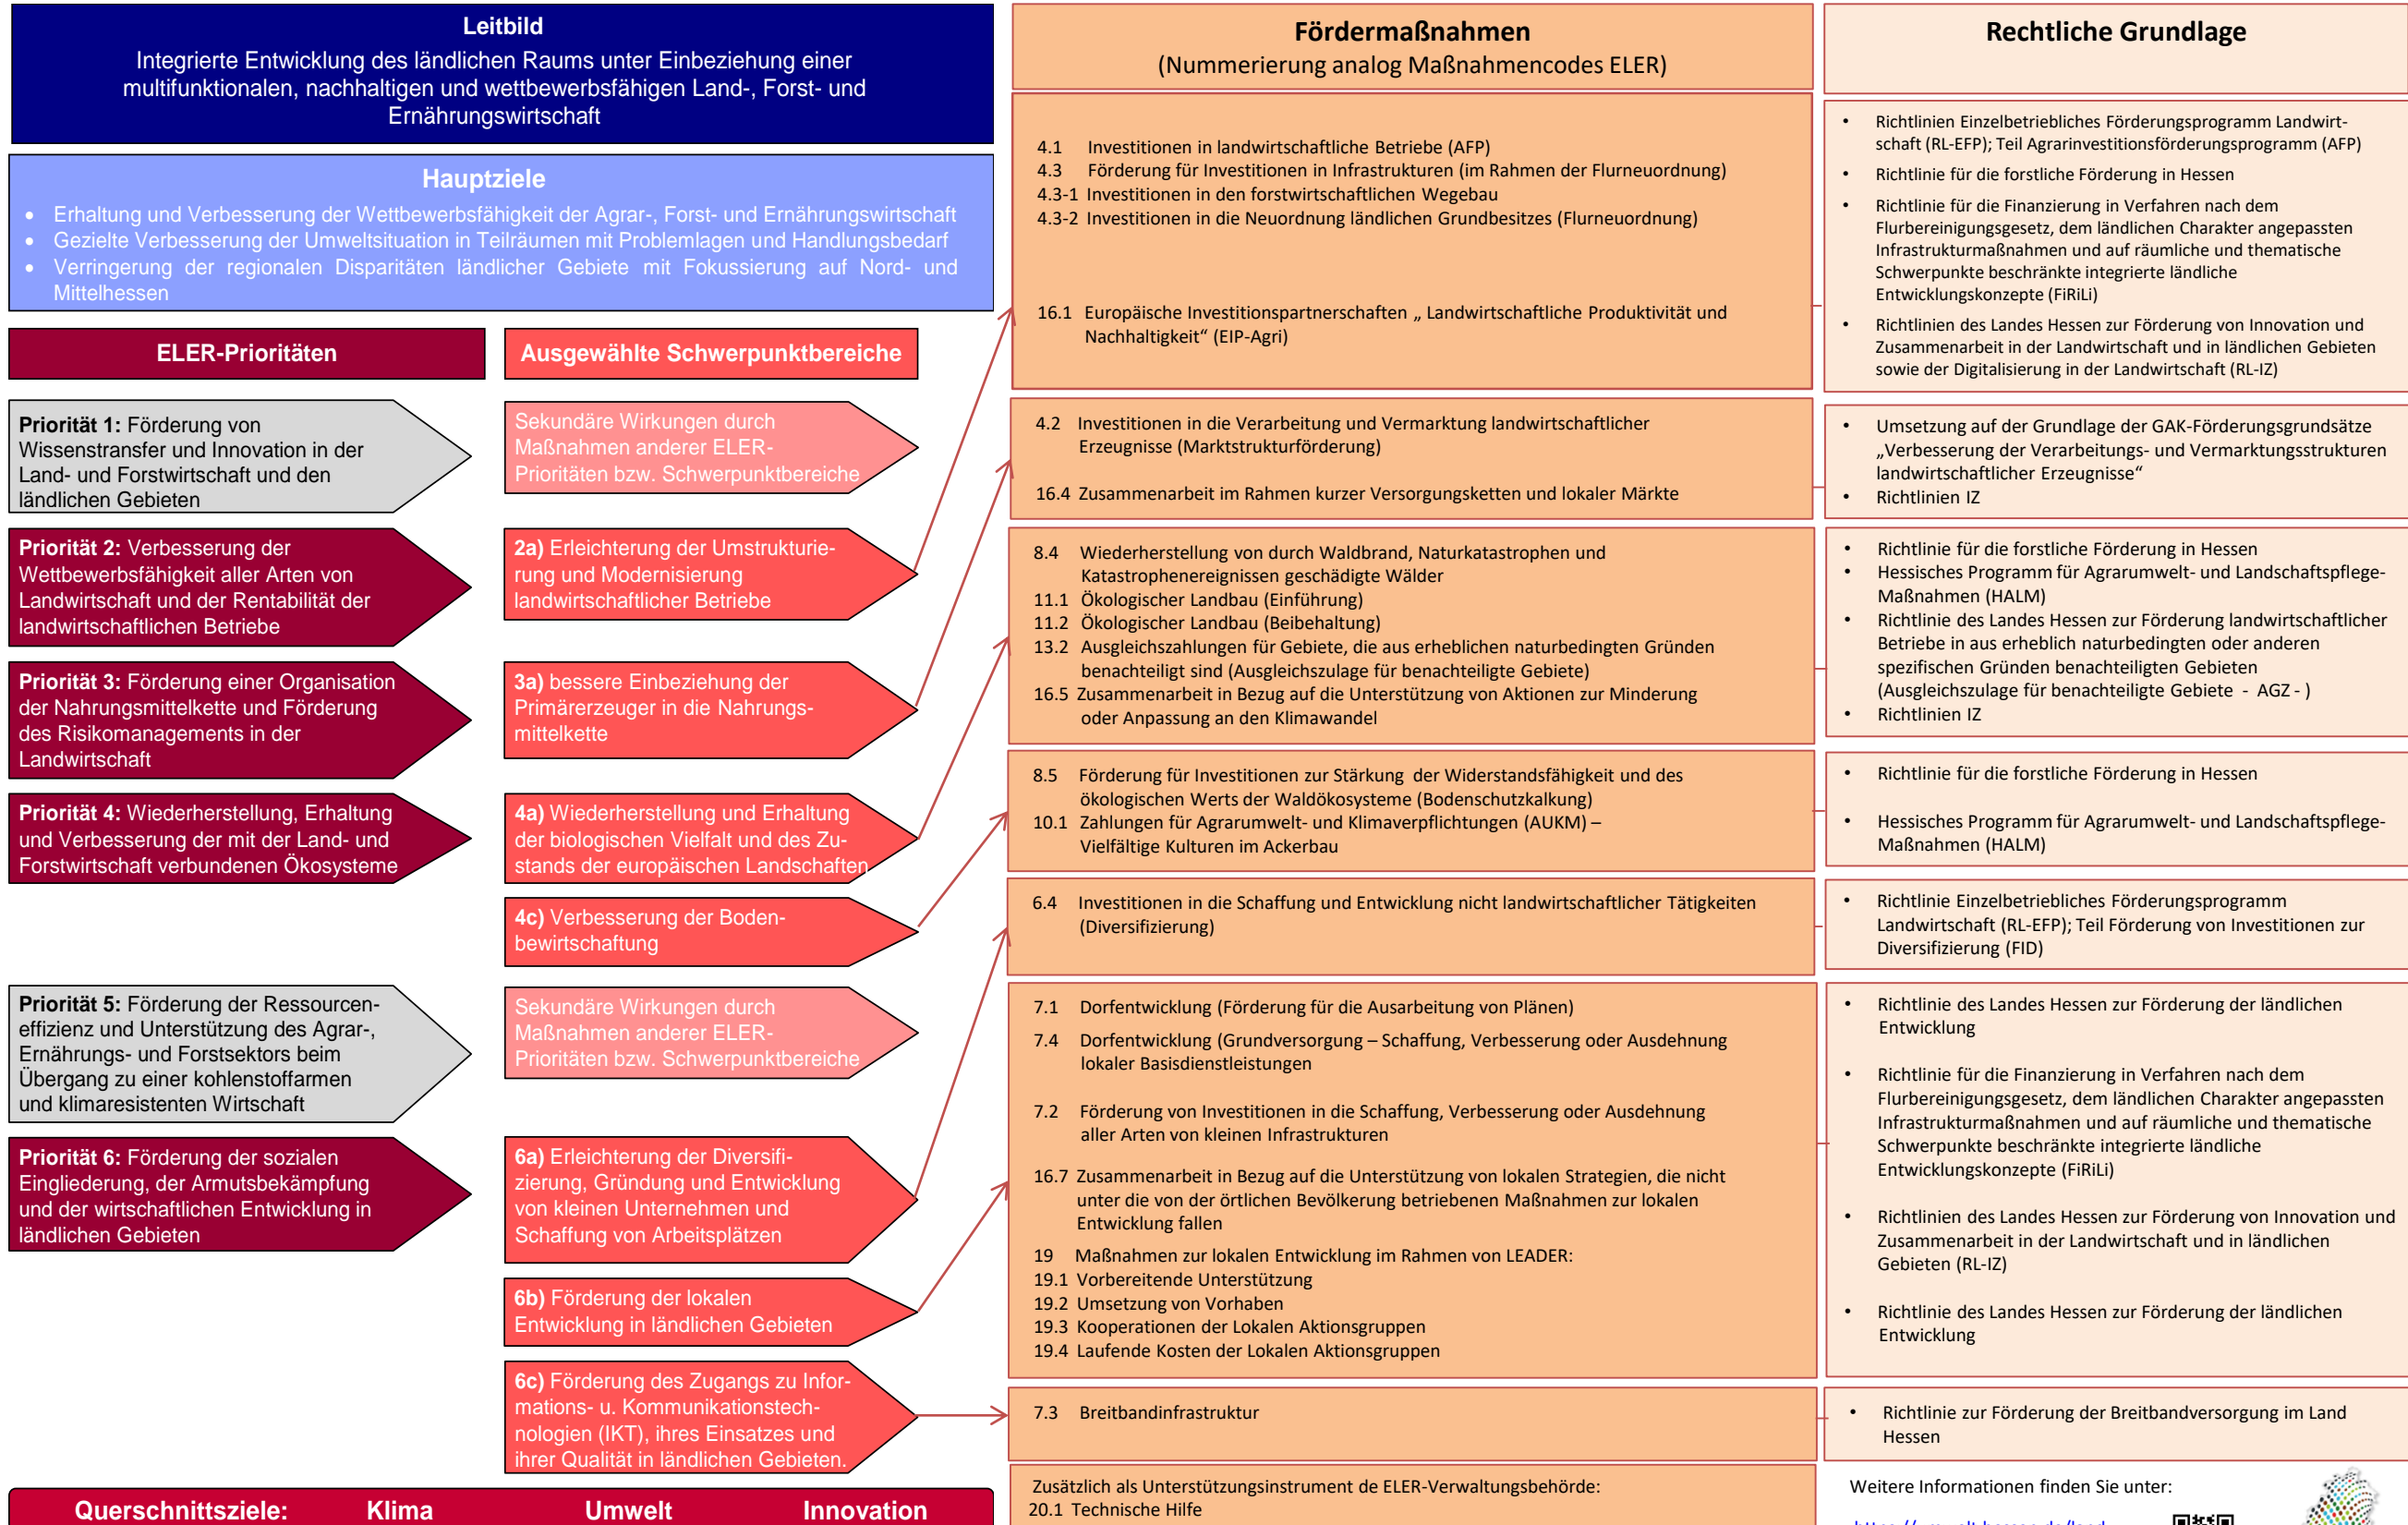 Leitbild
Integrierte Entwicklung des ländlichen Raums unter Einbeziehung einer
multifunktionalen, nachhaltigen und wettbewerbsfähigen Land-, Forst- und
Ernährungswirtschaft
Hauptziele
• Erhaltung und Verbesserung der Wettbewerbsfähigkeit der Agrar-, Forst- und Ernährungswirtschaft
• Gezielte Verbesserung der Umweltsituation in Teilräumen mit Problemlagen und Handlungsbedarf
• Verringerung der regionalen Disparitäten ländlicher Gebiete mit Fokussierung auf Nord- und
Mittelhessen
ELER-Prioritäten
Ausgewählte Schwerpunktbereiche
Priorität 1: Förderung von
Wissenstransfer und Innovation in der
Land- und Forstwirtschaft und den
ländlichen Gebieten
Sekundäre Wirkungen durch
Maßnahmen anderer ELER-
Prioritäten bzw. Schwerpunktbereiche
Priorität 2: Verbesserung der
Wettbewerbsfähigkeit aller Arten von
Landwirtschaft und der Rentabilität der
landwirtschaftlichen Betriebe
2a) Erleichterung der Umstrukturie-
rung und Modernisierung
landwirtschaftlicher Betriebe
Priorität 3: Förderung einer Organisation
der Nahrungsmittelkette und Förderung
des Risikomanagements in der
Landwirtschaft
3a) bessere Einbeziehung der
Primärerzeuger in die Nahrungs-
mittelkette
Priorität 4: Wiederherstellung, Erhaltung
und Verbesserung der mit der Land- und
Forstwirtschaft verbundenen Ökosysteme
4a) Wiederherstellung und Erhaltung
der biologischen Vielfalt und des Zu-
stands der europäischen Landschaften
4c) Verbesserung der Boden-
bewirtschaftung
Priorität 5: Förderung der Ressourcen-
effizienz und Unterstützung des Agrar-,
Ernährungs- und Forstsektors beim
Übergang zu einer kohlenstoffarmen
und klimaresistenten Wirtschaft
Sekundäre Wirkungen durch
Maßnahmen anderer ELER-
Prioritäten bzw. Schwerpunktbereiche
Priorität 6: Förderung der sozialen
Eingliederung, der Armutsbekämpfung
und der wirtschaftlichen Entwicklung in
ländlichen Gebieten
6a) Erleichterung der Diversifi-
zierung, Gründung und Entwicklung
von kleinen Unternehmen und
Schaffung von Arbeitsplätzen
6b) Förderung der lokalen
Entwicklung in ländlichen Gebieten
6c) Förderung des Zugangs zu Infor-
mations- u. Kommunikationstech-
nologien (IKT), ihres Einsatzes und
ihrer Qualität in ländlichen Gebieten.
Querschnittsziele: Klima Umwelt Innovation
Fördermaßnahmen
(Nummerierung analog Maßnahmencodes ELER)
4.1 Investitionen in landwirtschaftliche Betriebe (AFP)
4.3 Förderung für Investitionen in Infrastrukturen (im Rahmen der Flurneuordnung)
4.3-1 Investitionen in den forstwirtschaftlichen Wegebau
4.3-2 Investitionen in die Neuordnung ländlichen Grundbesitzes (Flurneuordnung)
16.1 Europäische Investitionspartnerschaften „ Landwirtschaftliche Produktivität und
Nachhaltigkeit“ (EIP-Agri)
4.2 Investitionen in die Verarbeitung und Vermarktung landwirtschaftlicher
Erzeugnisse (Marktstrukturförderung)
16.4 Zusammenarbeit im Rahmen kurzer Versorgungsketten und lokaler Märkte
8.4 Wiederherstellung von durch Waldbrand, Naturkatastrophen und
Katastrophenereignissen geschädigte Wälder
11.1 Ökologischer Landbau (Einführung)
11.2 Ökologischer Landbau (Beibehaltung)
13.2 Ausgleichszahlungen für Gebiete, die aus erheblichen naturbedingten Gründen
benachteiligt sind (Ausgleichszulage für benachteiligte Gebiete)
16.5 Zusammenarbeit in Bezug auf die Unterstützung von Aktionen zur Minderung
oder Anpassung an den Klimawandel
8.5 Förderung für Investitionen zur Stärkung der Widerstandsfähigkeit und des
ökologischen Werts der Waldökosysteme (Bodenschutzkalkung)
10.1 Zahlungen für Agrarumwelt- und Klimaverpflichtungen (AUKM) –
Vielfältige Kulturen im Ackerbau
6.4 Investitionen in die Schaffung und Entwicklung nicht landwirtschaftlicher Tätigkeiten
(Diversifizierung)
7.1 Dorfentwicklung (Förderung für die Ausarbeitung von Plänen)
7.4 Dorfentwicklung (Grundversorgung – Schaffung, Verbesserung oder Ausdehnung
lokaler Basisdienstleistungen
7.2 Förderung von Investitionen in die Schaffung, Verbesserung oder Ausdehnung
aller Arten von kleinen Infrastrukturen
16.7 Zusammenarbeit in Bezug auf die Unterstützung von lokalen Strategien, die nicht
unter die von der örtlichen Bevölkerung betriebenen Maßnahmen zur lokalen
Entwicklung fallen
19 Maßnahmen zur lokalen Entwicklung im Rahmen von LEADER:
19.1 Vorbereitende Unterstützung
19.2 Umsetzung von Vorhaben
19.3 Kooperationen der Lokalen Aktionsgruppen
19.4 Laufende Kosten der Lokalen Aktionsgruppen
7.3 Breitbandinfrastruktur
Zusätzlich als Unterstützungsinstrument de ELER-Verwaltungsbehörde:
20.1 Technische Hilfe
Rechtliche Grundlage
• Richtlinien Einzelbetriebliches Förderungsprogramm Landwirt-
schaft (RL-EFP); Teil Agrarinvestitionsförderungsprogramm (AFP)
• Richtlinie für die forstliche Förderung in Hessen
• Richtlinie für die Finanzierung in Verfahren nach dem
Flurbereinigungsgesetz, dem ländlichen Charakter angepassten
Infrastrukturmaßnahmen und auf räumliche und thematische
Schwerpunkte beschränkte integrierte ländliche
Entwicklungskonzepte (FiRiLi)
• Richtlinien des Landes Hessen zur Förderung von Innovation und
Zusammenarbeit in der Landwirtschaft und in ländlichen Gebieten
sowie der Digitalisierung in der Landwirtschaft (RL-IZ)
• Umsetzung auf der Grundlage der GAK-Förderungsgrundsätze
„Verbesserung der Verarbeitungs- und Vermarktungsstrukturen
landwirtschaftlicher Erzeugnisse“
• Richtlinien IZ
• Richtlinie für die forstliche Förderung in Hessen
• Hessisches Programm für Agrarumwelt- und Landschaftspflege-
Maßnahmen (HALM)
• Richtlinie des Landes Hessen zur Förderung landwirtschaftlicher
Betriebe in aus erheblich naturbedingten oder anderen
spezifischen Gründen benachteiligten Gebieten
(Ausgleichszulage für benachteiligte Gebiete - AGZ - )
• Richtlinien IZ
• Richtlinie für die forstliche Förderung in Hessen
• Hessisches Programm für Agrarumwelt- und Landschaftspflege-
Maßnahmen (HALM)
• Richtlinie Einzelbetriebliches Förderungsprogramm
Landwirtschaft (RL-EFP); Teil Förderung von Investitionen zur
Diversifizierung (FID)
• Richtlinie des Landes Hessen zur Förderung der ländlichen
Entwicklung
• Richtlinie für die Finanzierung in Verfahren nach dem
Flurbereinigungsgesetz, dem ländlichen Charakter angepassten
Infrastrukturmaßnahmen und auf räumliche und thematische
Schwerpunkte beschränkte integrierte ländliche
Entwicklungskonzepte (FiRiLi)
• Richtlinien des Landes Hessen zur Förderung von Innovation und
Zusammenarbeit in der Landwirtschaft und in ländlichen
Gebieten (RL-IZ)
• Richtlinie des Landes Hessen zur Förderung der ländlichen
Entwicklung
• Richtlinie zur Förderung der Breitbandversorgung im Land
Hessen
Weitere Informationen finden Sie unter: